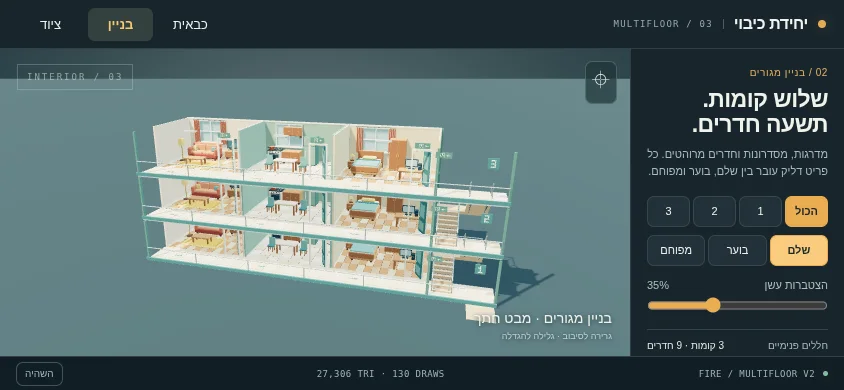 יחידת כיבוי | MULTIFLOOR / 03
כבאית
בניין
ציוד
02 / בניין מגורים
שלוש קומות.
תשעה חדרים.
מדרגות, מסדרונות וחדרים מרוהטים. כל
פריט דליק עובר בין שלם, בוער ומפוחם.
הכול
1
2
3
שלם
בוער
מפוחם
הצטברות עשן
35%
חללים פנימיים
3 קומות · 9 חדרים
INTERIOR / 03
3
2
1
בניין מגורים · מבט חתך
גרירה לסיבוב · גלילה להגדלה
FIRE / MULTIFLOOR V2
27,306 TRI · 130 DRAWS
השהיה